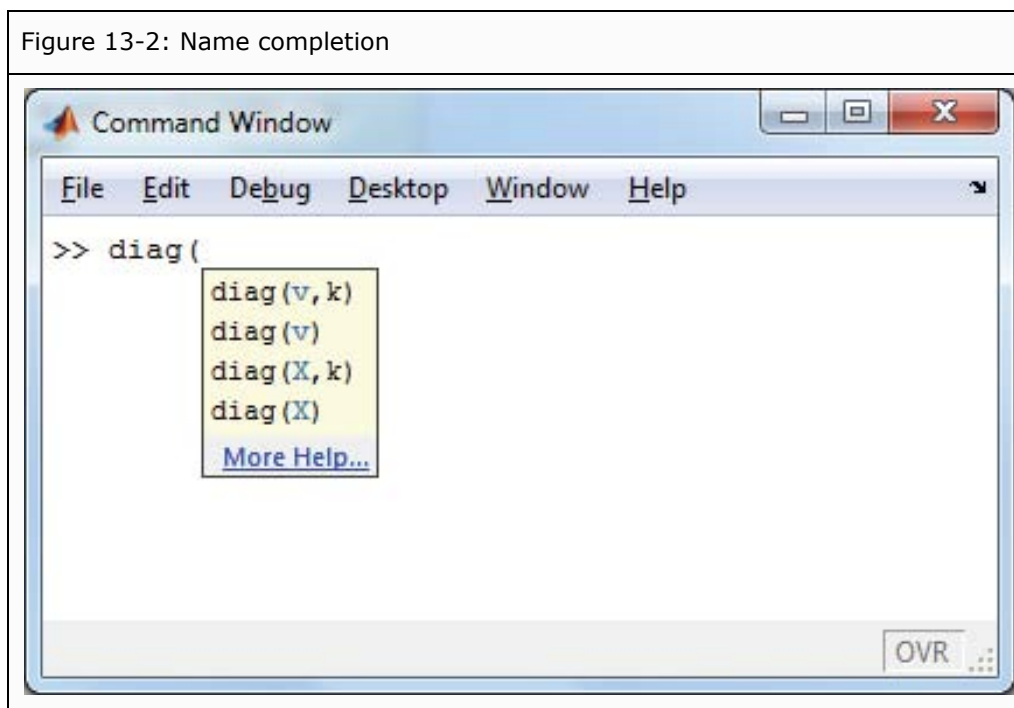 Figure 13-2: Name completion
Command Window
File Edit Debug Desktop Window Help
>> diag(
diag(v,k)
diag(v)
diag(X,k)
diag(X)
More Help...
OVR